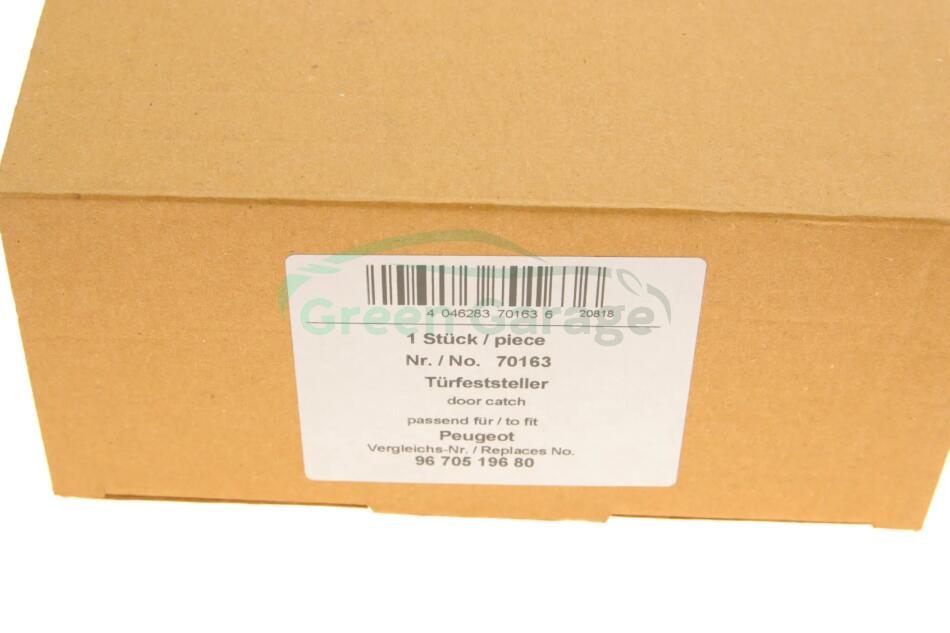 4 046283 70163 6 20818
Green Garage
1 Stück / piece
Nr. / No. 70163
Türfeststeller
door catch
passend für / to fit
Peugeot
Vergleichs-Nr. / Replaces No.
96 705 196 80